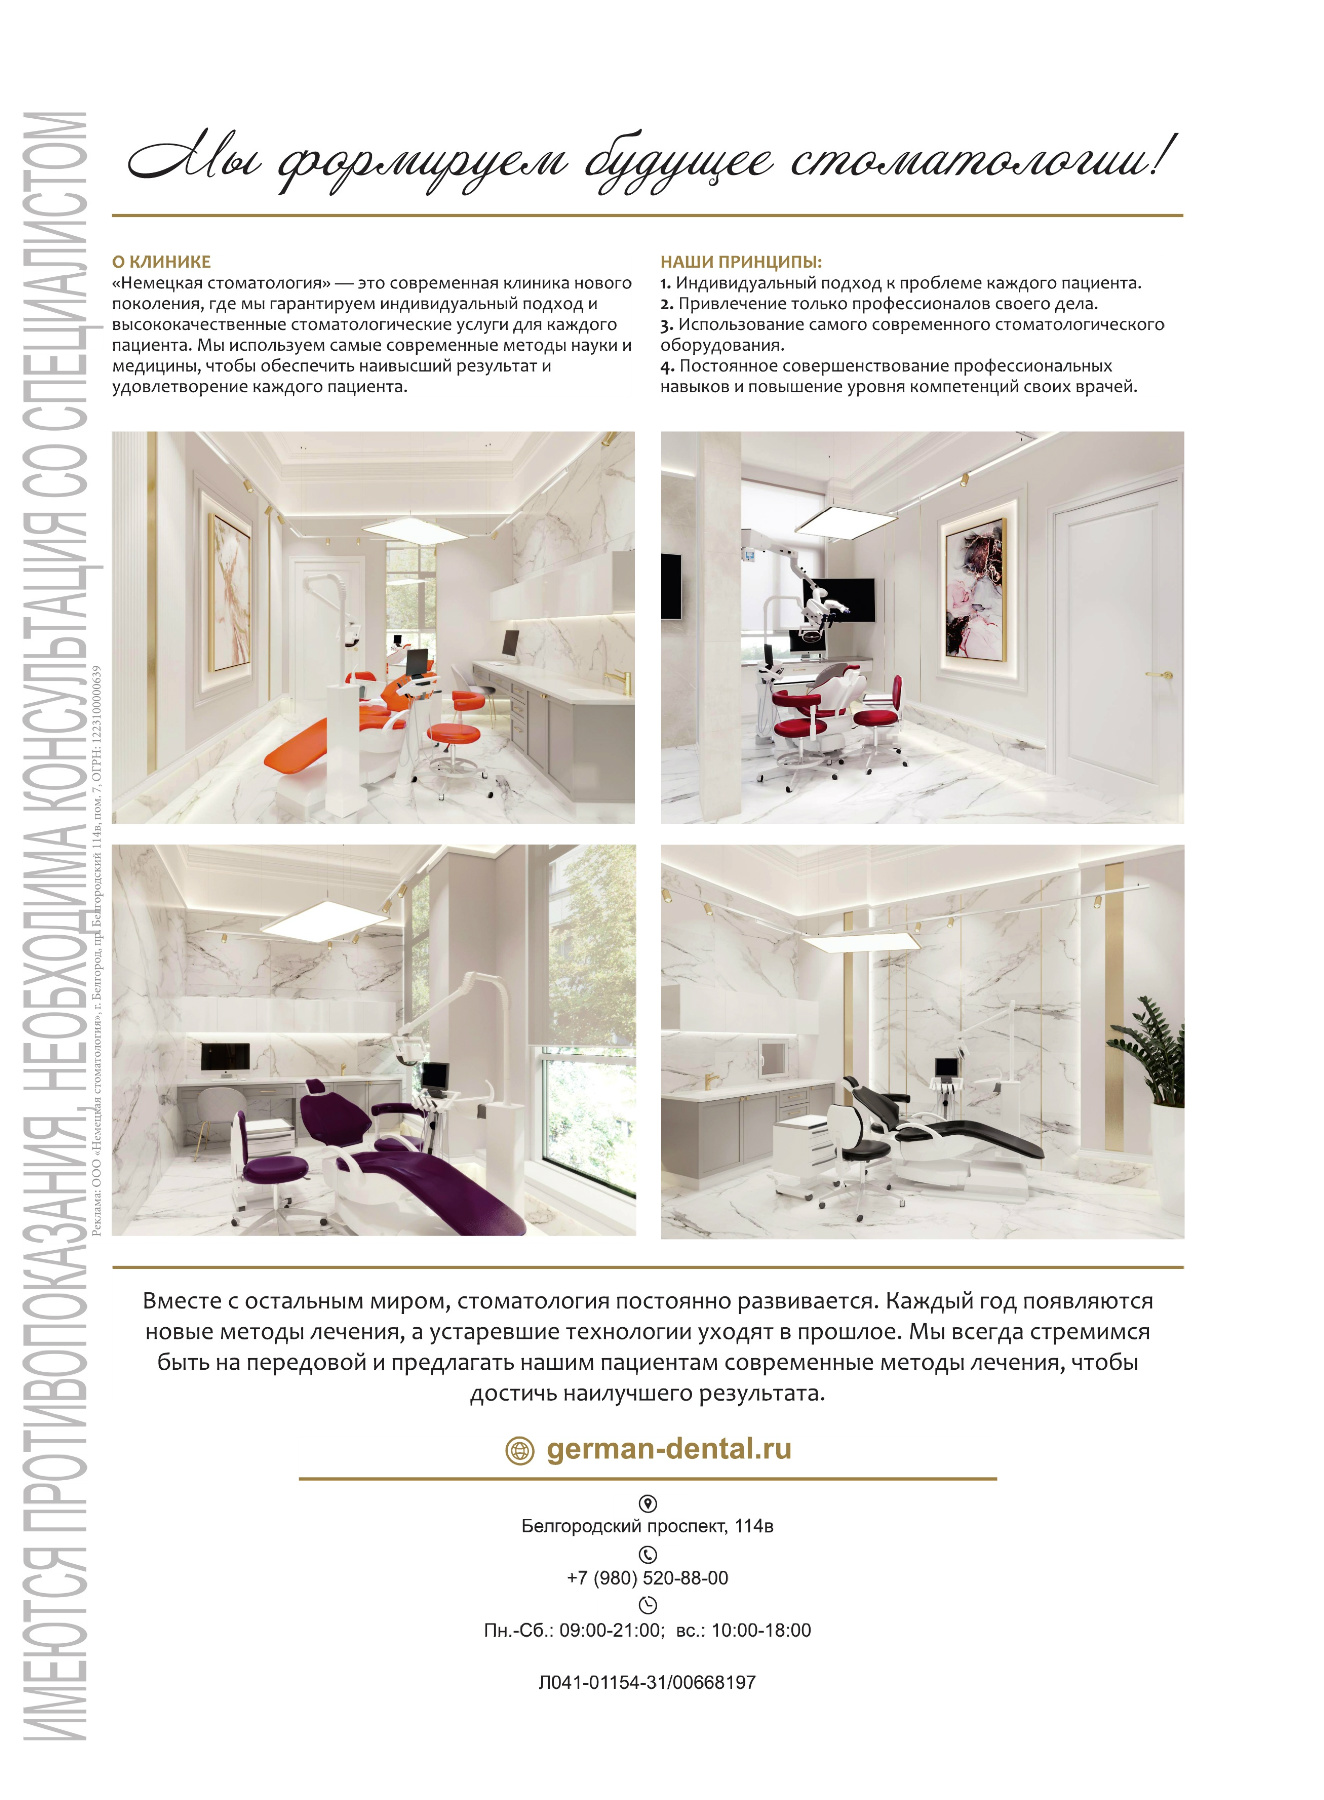 Мы формируем будущее стоматологии!
О КЛИНИКЕ
«Немецкая стоматология» — это современная клиника нового
поколения, где мы гарантируем индивидуальный подход и
высококачественные стоматологические услуги для каждого
пациента. Мы используем самые современные методы науки и
медицины, чтобы обеспечить наивысший результат и
удовлетворение каждого пациента.
НАШИ ПРИНЦИПЫ:
1. Индивидуальный подход к проблеме каждого пациента.
2. Привлечение только профессионалов своего дела.
3. Использование самого современного стоматологического
оборудования.
4. Постоянное совершенствование профессиональных
навыков и повышение уровня компетенций своих врачей.
Вместе с остальным миром, стоматология постоянно развивается. Каждый год появляются
новые методы лечения, а устаревшие технологии уходят в прошлое. Мы всегда стремимся
быть на передовой и предлагать нашим пациентам современные методы лечения, чтобы
достичь наилучшего результата.
german-dental.ru
Белгородский проспект, 114в
+7 (980) 520-88-00
Пн.-Сб.: 09:00-21:00; вс.: 10:00-18:00
Л041-01154-31/00668197
ИМЕЮТСЯ ПРОТИВОПОКАЗАНИЯ, НЕОБХОДИМА КОНСУЛЬТАЦИЯ СО СПЕЦИАЛИСТОМ
Реклама: ООО «Немецкая стоматология», г. Белгород, пр. Белгородский 114в, пом. 7, ОГРН: 1223100000639